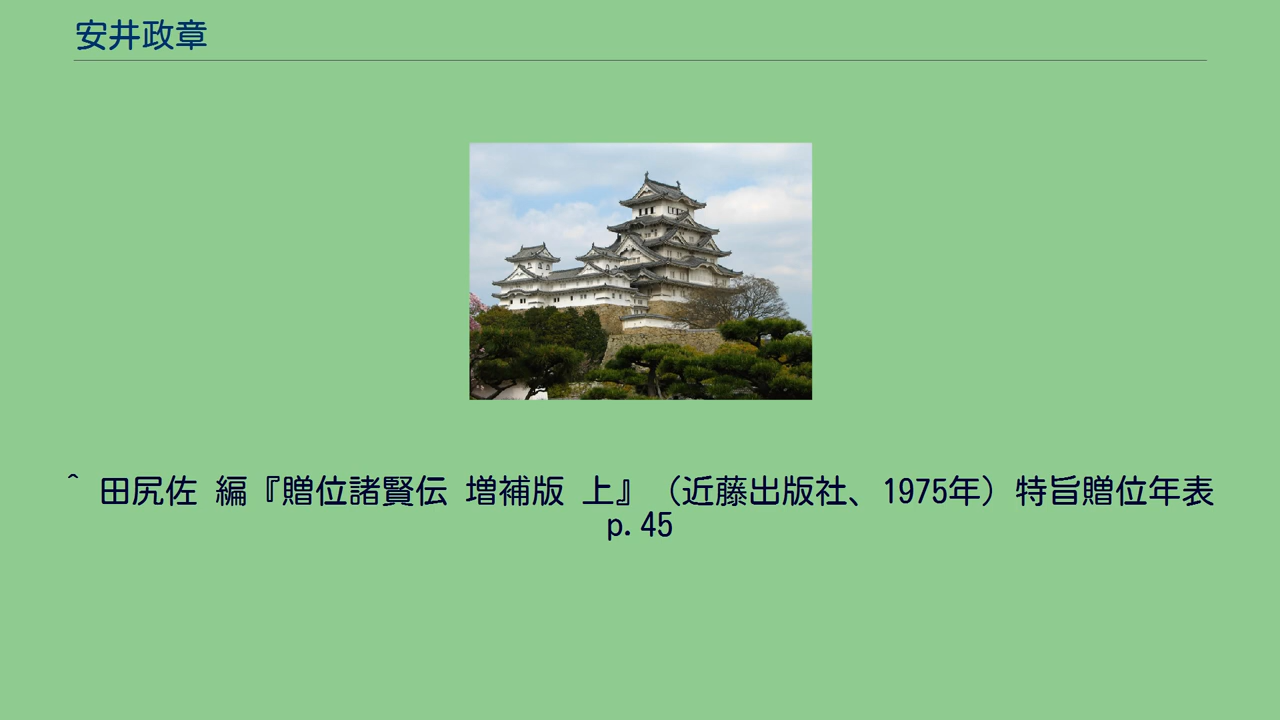 安井政章
^ 田尻佐 編『贈位諸賢伝 増補版 上』（近藤出版社、1975年）特旨贈位年表
p.45